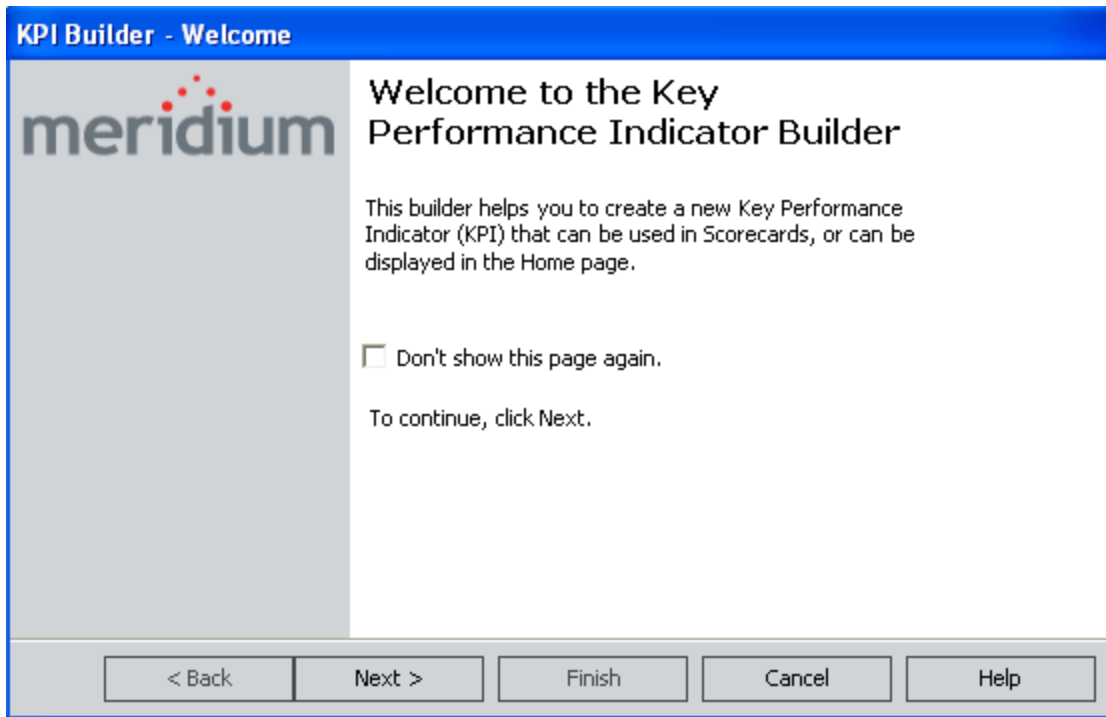 KPI Builder - Welcome
meridium
Welcome to the Key
Performance Indicator Builder
This builder helps you to create a new Key Performance
Indicator (KPI) that can be used in Scorecards, or can be
displayed in the Home page.
Don't show this page again.
To continue, click Next.
< Back
Next >
Finish
Cancel
Help